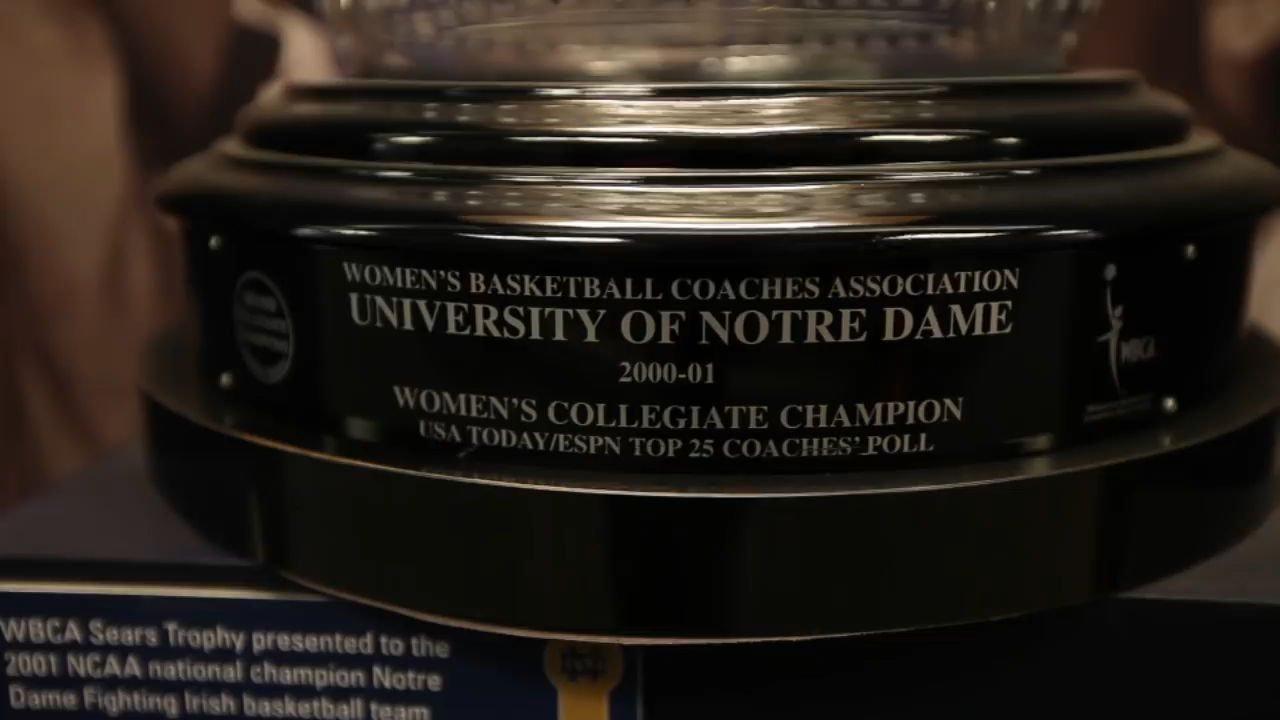 WOMEN'S BASKETBALL COACHES ASSOCIATION
UNIVERSITY OF NOTRE DAME
2000-01
WOMEN'S COLLEGIATE CHAMPION
USA TODAY/ESPN TOP 25 COACHES' POLL
WBCA
WBCA Sears Trophy presented to the
2001 NCAA national champion Notre
Dame Fighting Irish basketball team